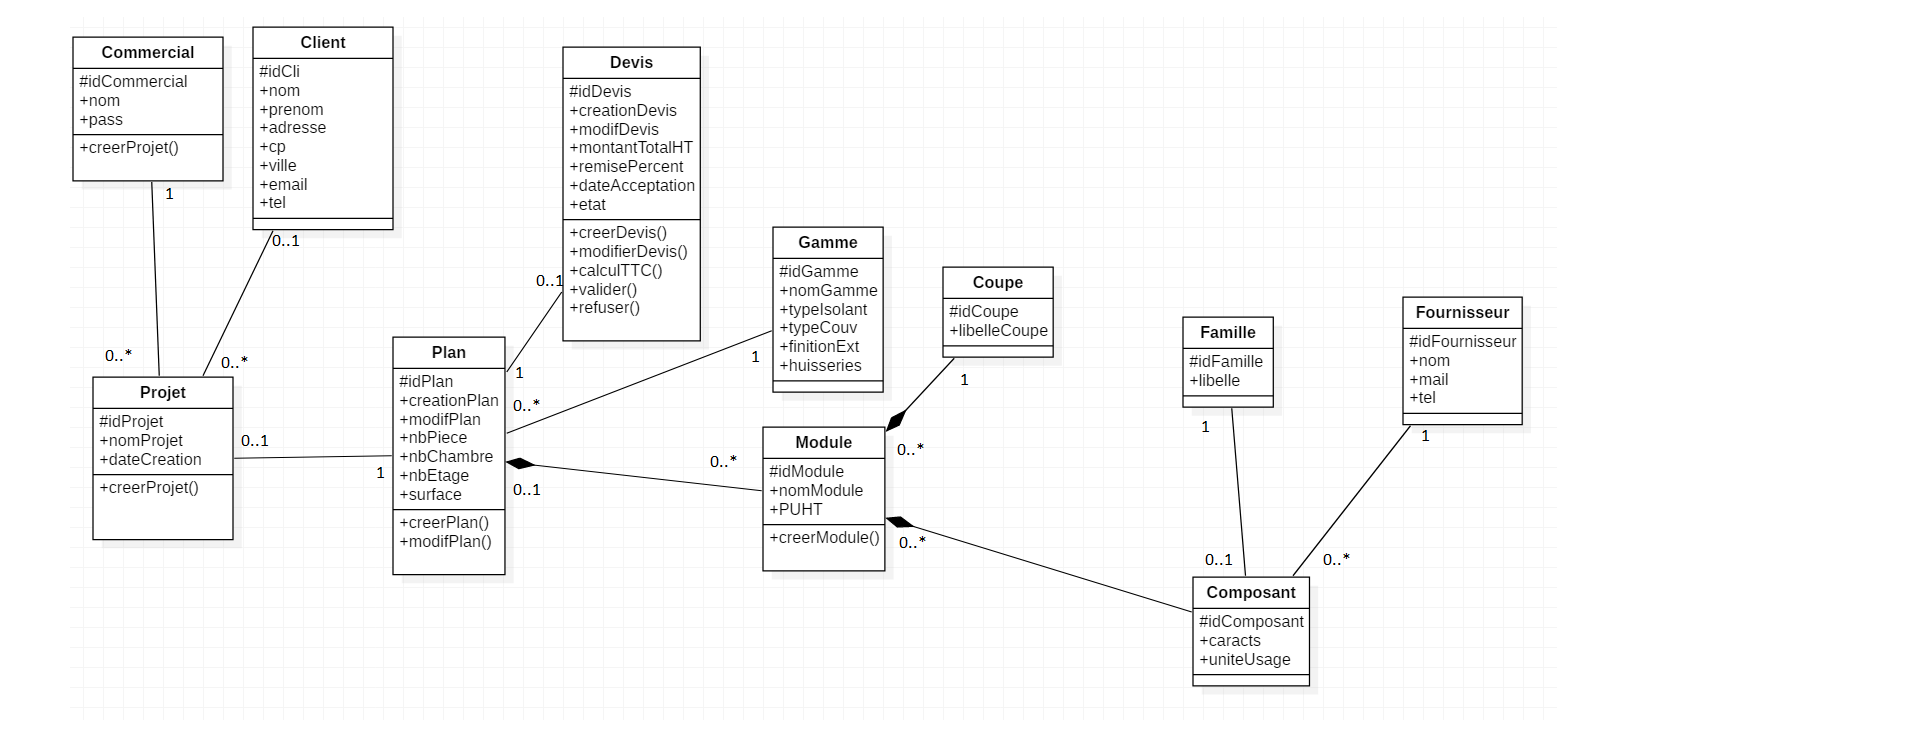 Commercial
#idCommercial
+nom
+pass
+creerProjet()
1
Client
#idCli
+nom
+prenom
+adresse
+cp
+ville
+email
+tel
0..1
Devis
#idDevis
+creationDevis
+modifDevis
+montantTotalHT
+remisePercent
+dateAcceptation
+etat
+creerDevis()
+modifierDevis()
+calculTTC()
+valider()
+refuser()
0..1
Gamme
#idGamme
+nomGamme
+typeIsolant
+typeCouv
+finitionExt
+huisseries
1
Coupe
#idCoupe
+libelleCoupe
1
Famille
#idFamille
+libelle
1
Fournisseur
#idFournisseur
+nom
+mail
+tel
1
0..*
0..*
Projet
#idProjet
+nomProjet
+dateCreation
+creerProjet()
0..1
1
Plan
#idPlan
+creationPlan
+modifPlan
+nbPiece
+nbChambre
+nbEtage
+surface
+creerPlan()
+modifPlan()
1
0..*
0..1
0..*
Module
#idModule
+nomModule
+PUHT
+creerModule()
0..*
0..*
0..1
0..*
Composant
#idComposant
+caracts
+uniteUsage